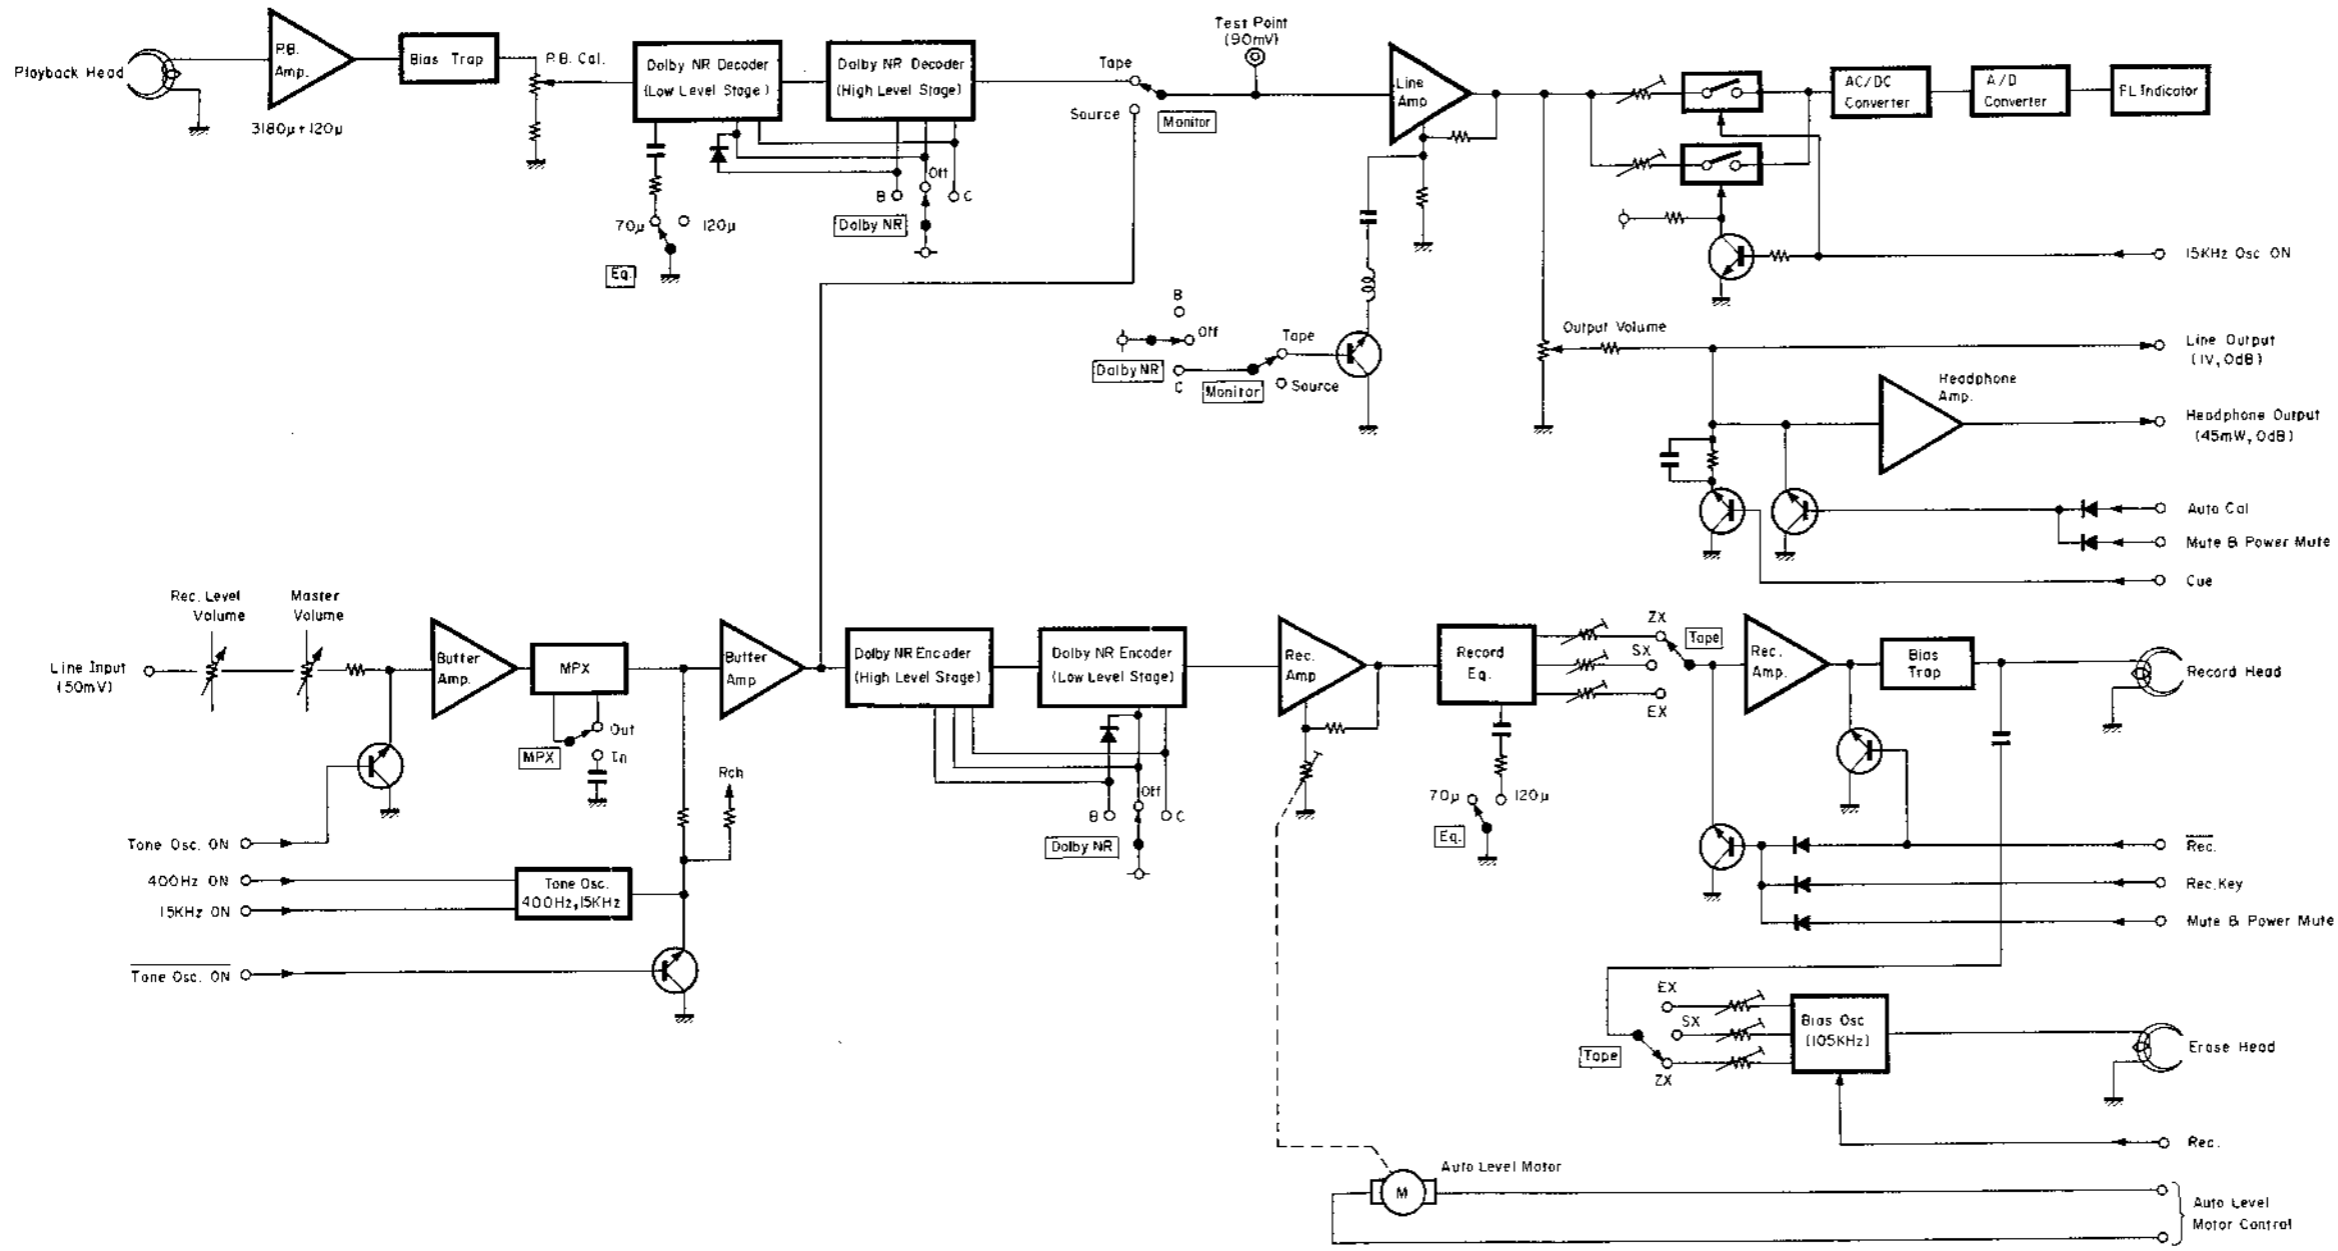 Test Point
(90mV)
Playback Head
P.B.
Amp.
3180μ+120μ
Bias Trap
P.B. Cal.
Dolby NR Decoder
(Low Level Stage)
Dolby NR Decoder
(High Level Stage)
Tape
Source
Monitor
Line
Amp
AC/DC
Converter
A/D
Converter
FL Indicator
B
Off
C
Dolby NR
70μ
120μ
Eq.
15KHz Osc ON
B
Off
Dolby NR
C
Tape
Monitor
Source
Output Volume
Line Output
(1V, 0dB)
Headphone
Amp.
Headphone Output
(45mW, 0dB)
Auto Cal
Mute & Power Mute
Cue
Rec. Level
Volume
Master
Volume
Line Input
(50mV)
Buffer
Amp.
MPX
Out
MPX
In
Buffer
Amp
Dolby NR Encoder
(High Level Stage)
Dolby NR Encoder
(Low Level Stage)
Rec.
Amp
Record
Eq.
ZX
SX
EX
Tape
Rec.
Amp.
Bias
Trap
Record Head
Rch
B
Off
C
Dolby NR
70μ
120μ
Eq.
Tone Osc. ON
400Hz ON
15KHz ON
Tone Osc.
400Hz, 15KHz
Tone Osc. ON
Rec.
Rec. Key
Mute & Power Mute
EX
SX
ZX
Tape
Bias Osc
(105KHz)
Erase Head
Rec.
Auto Level Motor
M
Auto Level
Motor Control